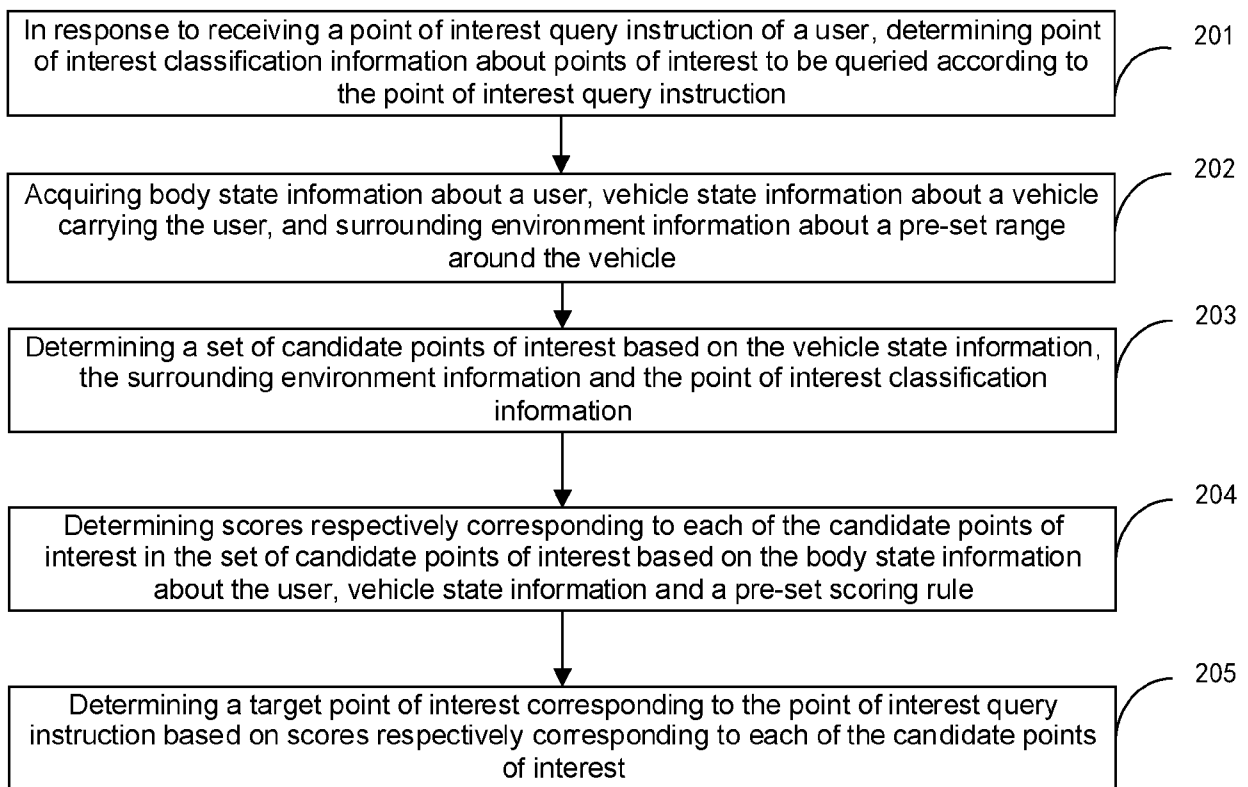 In response to receiving a point of interest query instruction of a user, determining point
of interest classification information about points of interest to be queried according to
the point of interest query instruction
201
Acquiring body state information about a user, vehicle state information about a vehicle
carrying the user, and surrounding environment information about a pre-set range
around the vehicle
202
Determining a set of candidate points of interest based on the vehicle state information,
the surrounding environment information and the point of interest classification
information
203
Determining scores respectively corresponding to each of the candidate points of
interest in the set of candidate points of interest based on the body state information
about the user, vehicle state information and a pre-set scoring rule
204
Determining a target point of interest corresponding to the point of interest query
instruction based on scores respectively corresponding to each of the candidate points
of interest
205